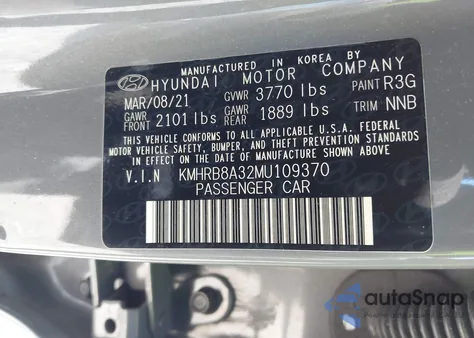 MANUFACTURED IN KOREA BY
HYUNDAI MOTOR COMPANY
MAR/08/21 GVWR 3770 lbs PAINT R3G
GAWR FRONT 2101 lbs GAWR REAR 1889 lbs TRIM NNB
THIS VEHICLE CONFORMS TO ALL APPLICABLE U.S.A. FEDERAL
MOTOR VEHICLE SAFETY, BUMPER, AND THEFT PREVENTION STANDARDS
IN EFFECT ON THE DATE OF MANUFACTURE SHOWN ABOVE.
V.I.N KMHRB8A32MU109370
PASSENGER CAR
autoSnap